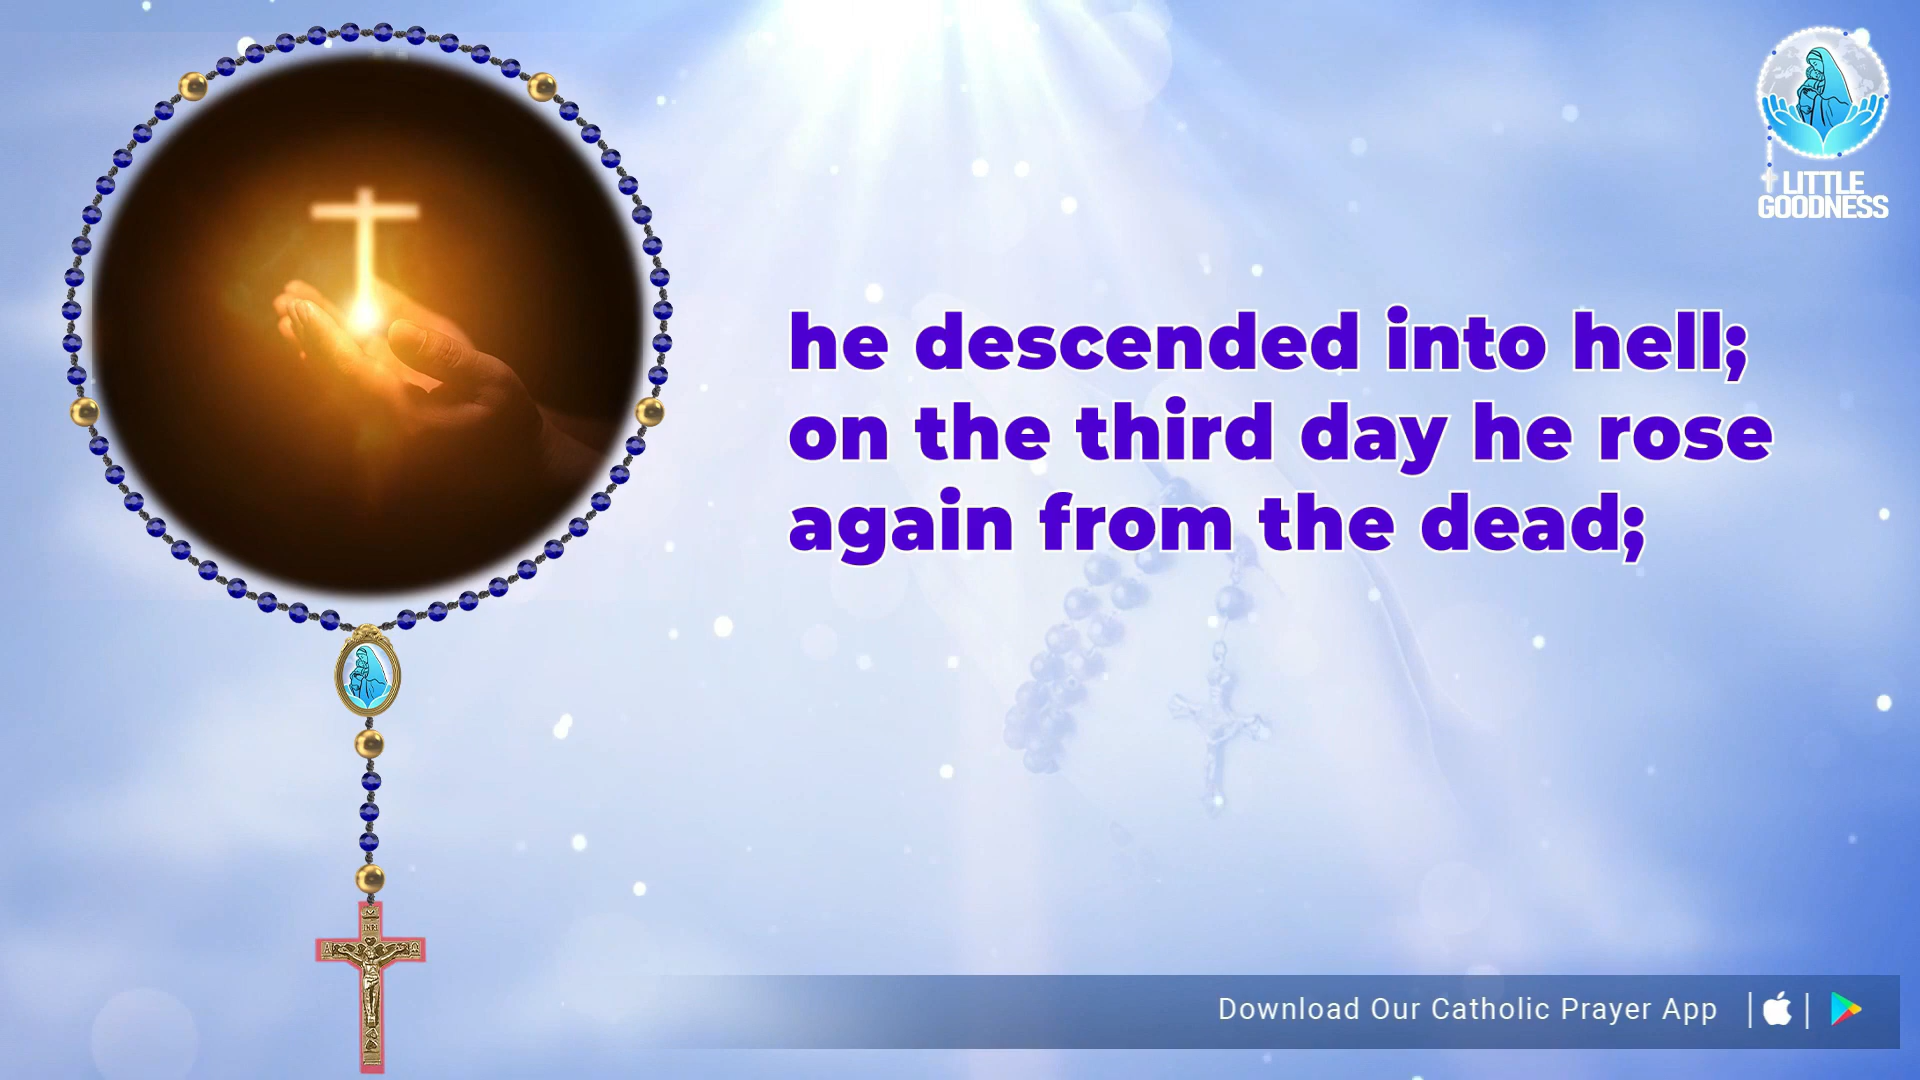 LITTLE
GOODNESS
he descended into hell;
on the third day he rose
again from the dead;
INRI
A Ω
Download Our Catholic Prayer App